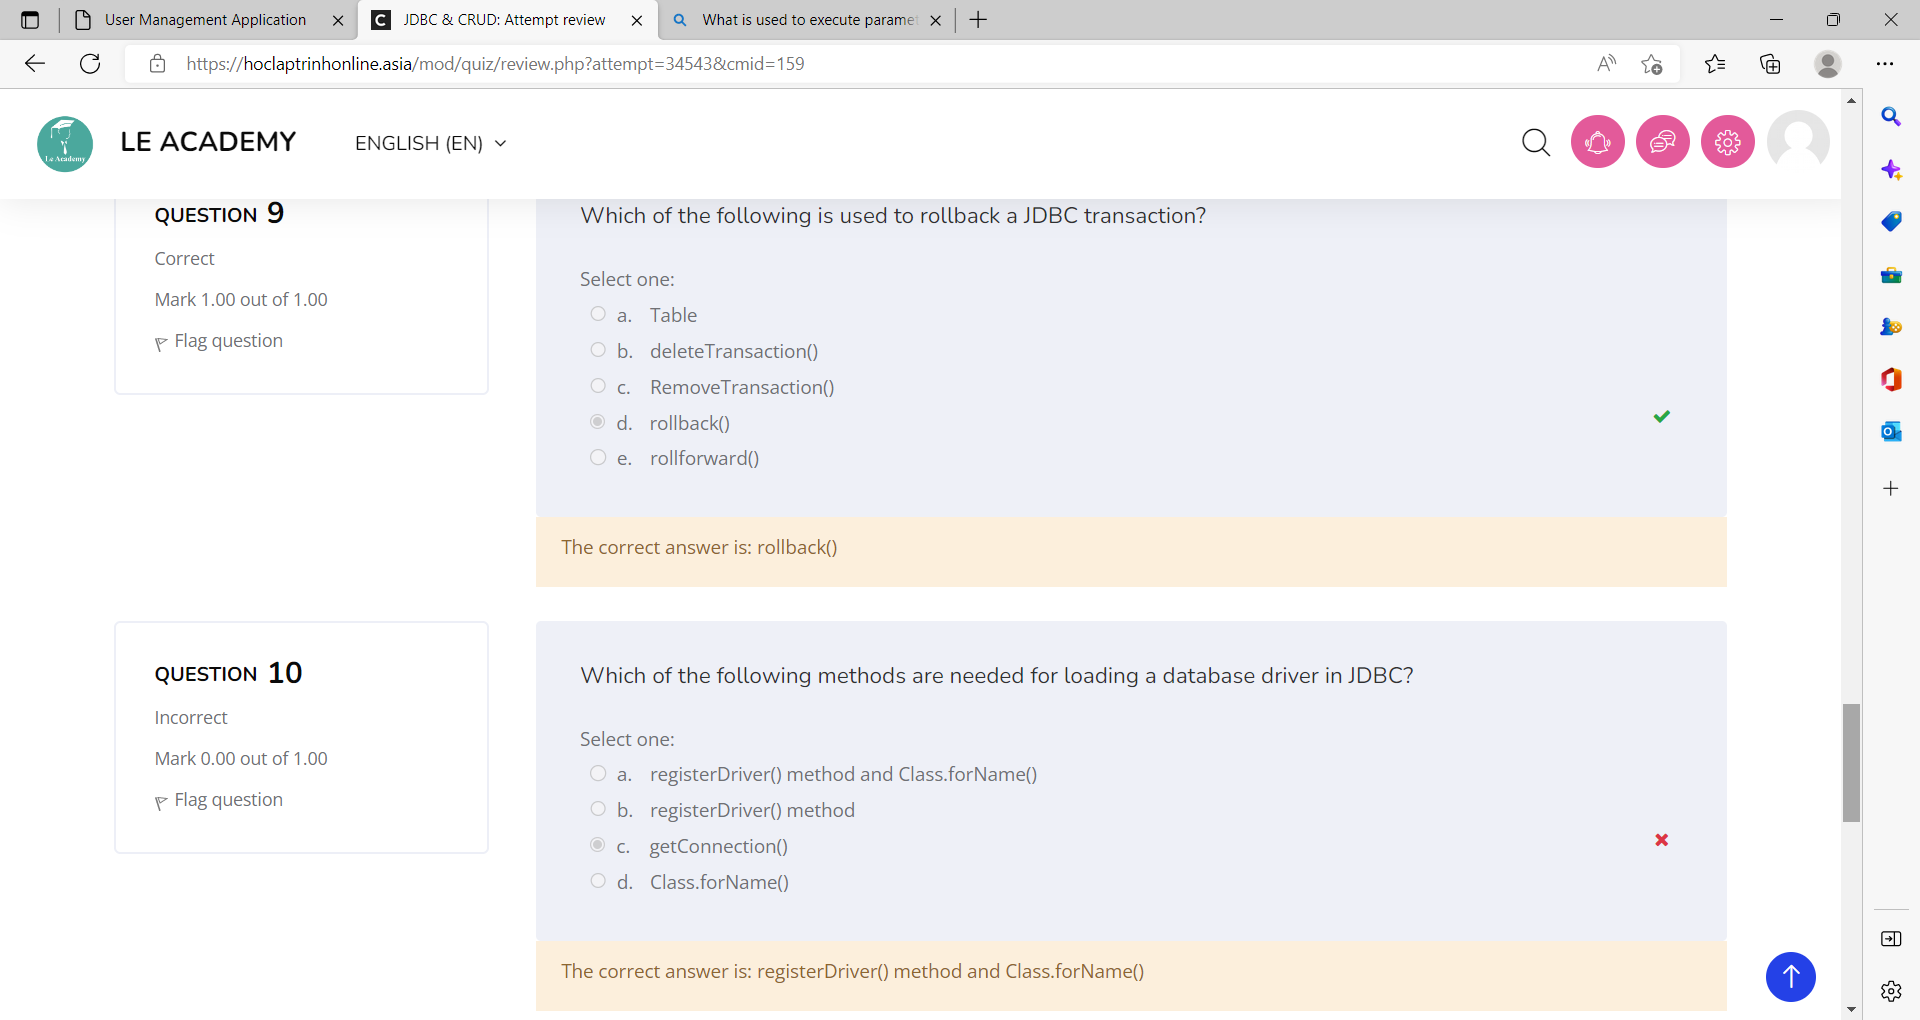 User Management Application
JDBC & CRUD: Attempt review
What is used to execute parame
https://hoclaptrinhonline.asia/mod/quiz/review.php?attempt=34543&cmid=159
Le Academy
LE ACADEMY
ENGLISH (EN)
QUESTION 9
Correct
Mark 1.00 out of 1.00
Flag question
Which of the following is used to rollback a JDBC transaction?
Select one:
a. Table
b. deleteTransaction()
c. RemoveTransaction()
d. rollback()
e. rollforward()
The correct answer is: rollback()
QUESTION 10
Incorrect
Mark 0.00 out of 1.00
Flag question
Which of the following methods are needed for loading a database driver in JDBC?
Select one:
a. registerDriver() method and Class.forName()
b. registerDriver() method
c. getConnection()
d. Class.forName()
The correct answer is: registerDriver() method and Class.forName()